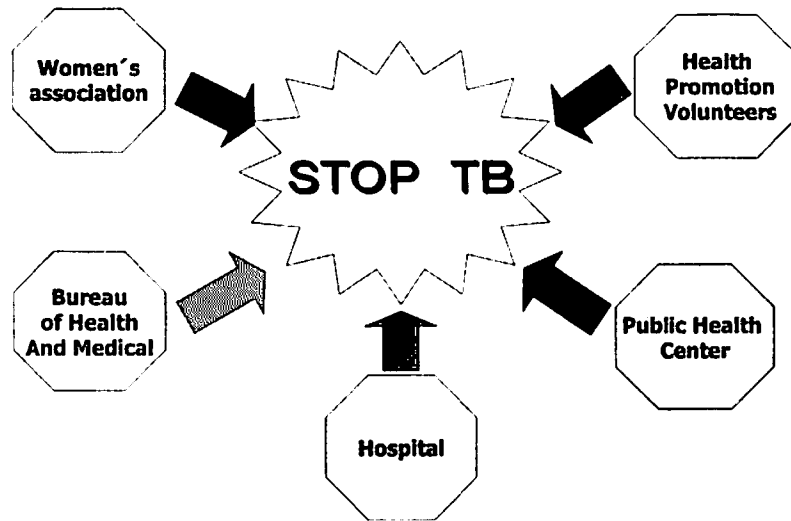 Women´s
association
Health
Promotion
Volunteers
STOP TB
Bureau
of Health
And Medical
Public Health
Center
Hospital